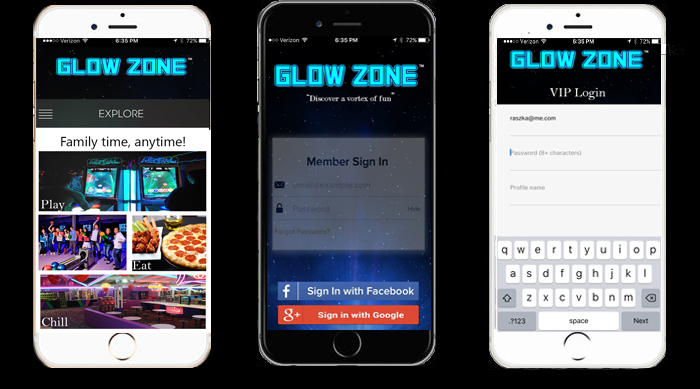 Verizon 6:35 PM 72%
GLOW ZONE™
EXPLORE
Family time, anytime!
Play
Eat
Chill
Verizon 6:35 PM 72%
GLOW ZONE™
"Discover a vortex of fun"
Member Sign In
email@example.com
Password Hide
Forgot Password?
f Sign In with Facebook
g+ Sign in with Google
Verizon 6:35 PM 72%
GLOW ZONE™
VIP Login
raszka@me.com
Password (8+ characters)
Profile name
q w e r t y u i o p
a s d f g h j k l
z x c v b n m
.?123 space Next